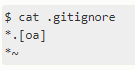 $ cat .gitignore
*.[oa]
*~